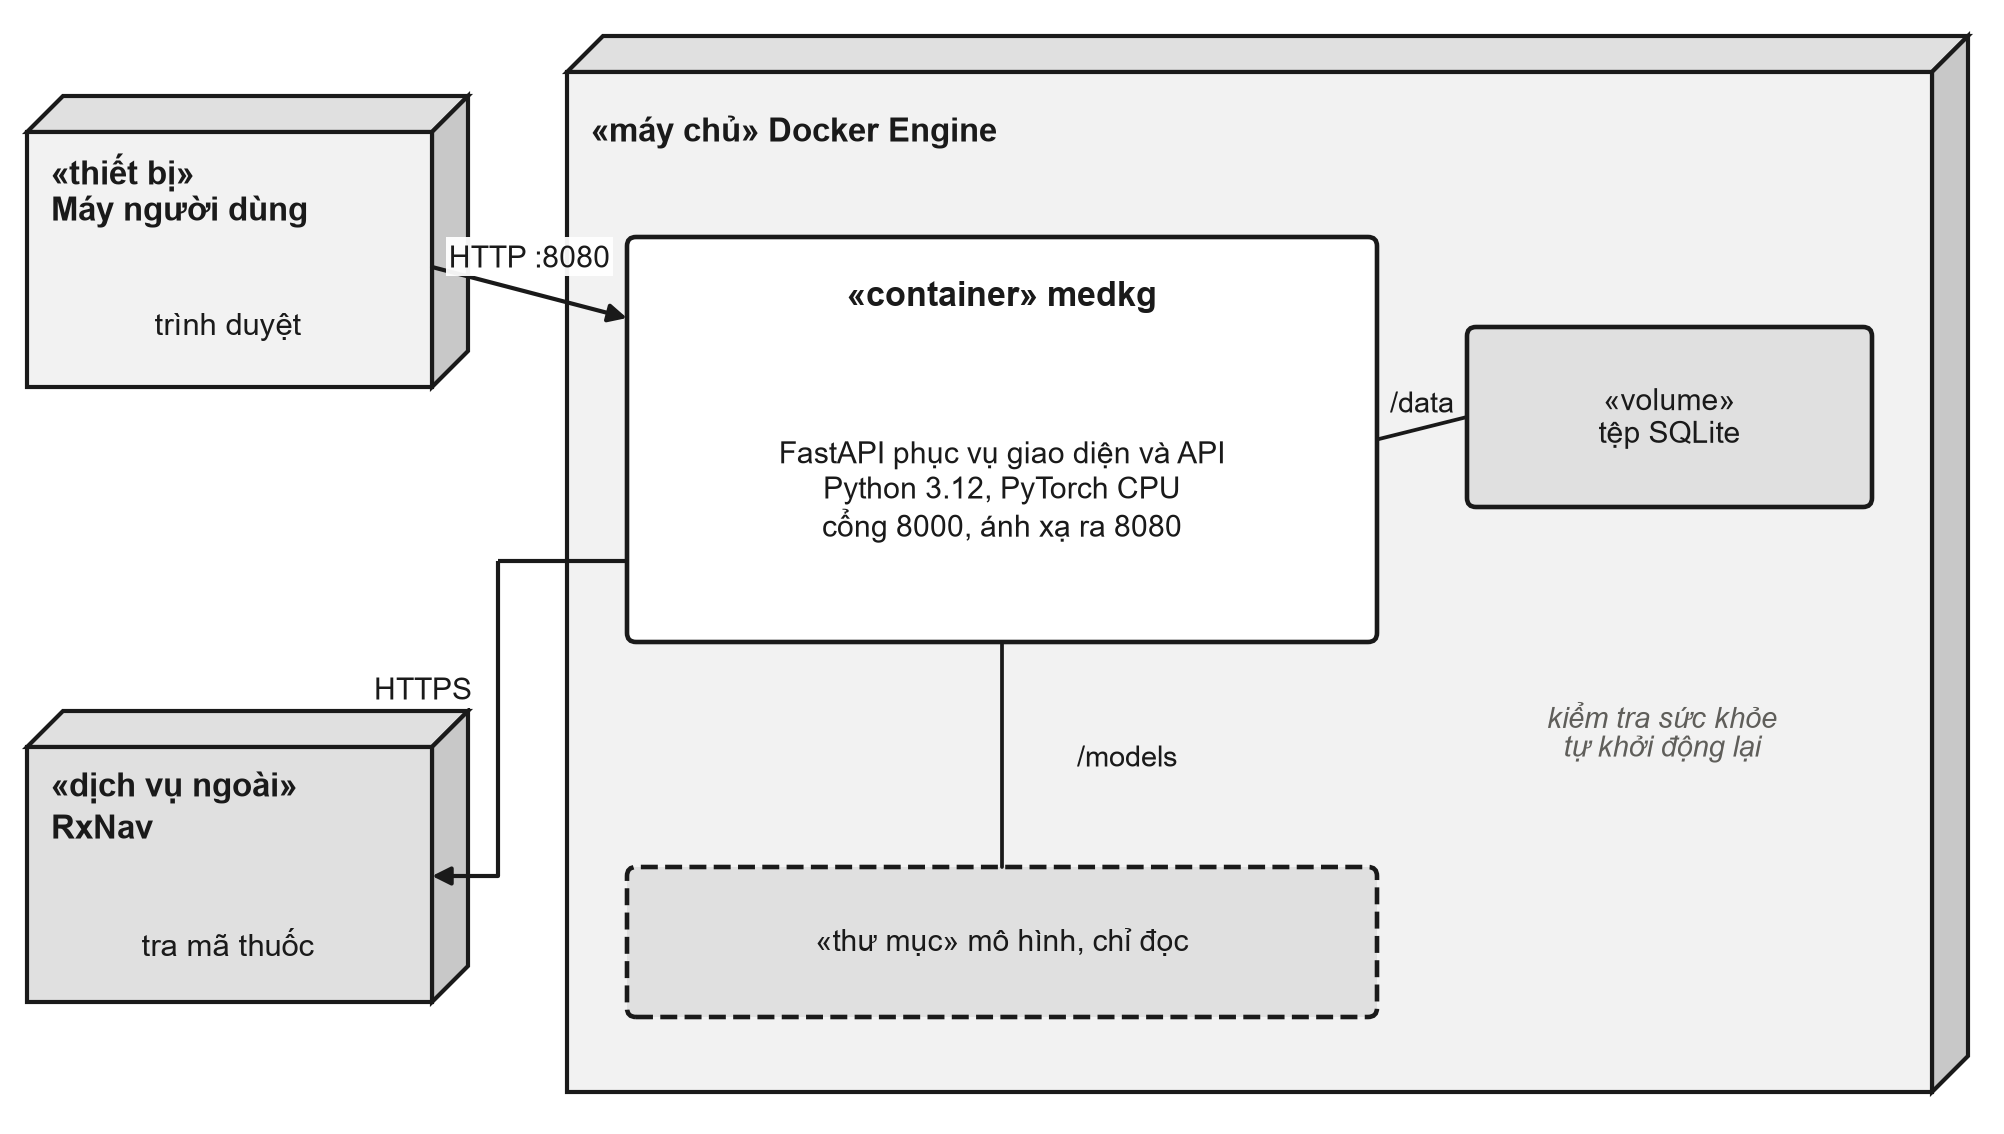 «máy chủ» Docker Engine
«thiết bị»
Máy người dùng
trình duyệt
HTTP :8080
«container» medkg
FastAPI phục vụ giao diện và API
Python 3.12, PyTorch CPU
cổng 8000, ánh xạ ra 8080
/data
«volume»
tệp SQLite
HTTPS
«dịch vụ ngoài»
RxNav
tra mã thuốc
/models
kiểm tra sức khỏe
tự khởi động lại
«thư mục» mô hình, chỉ đọc